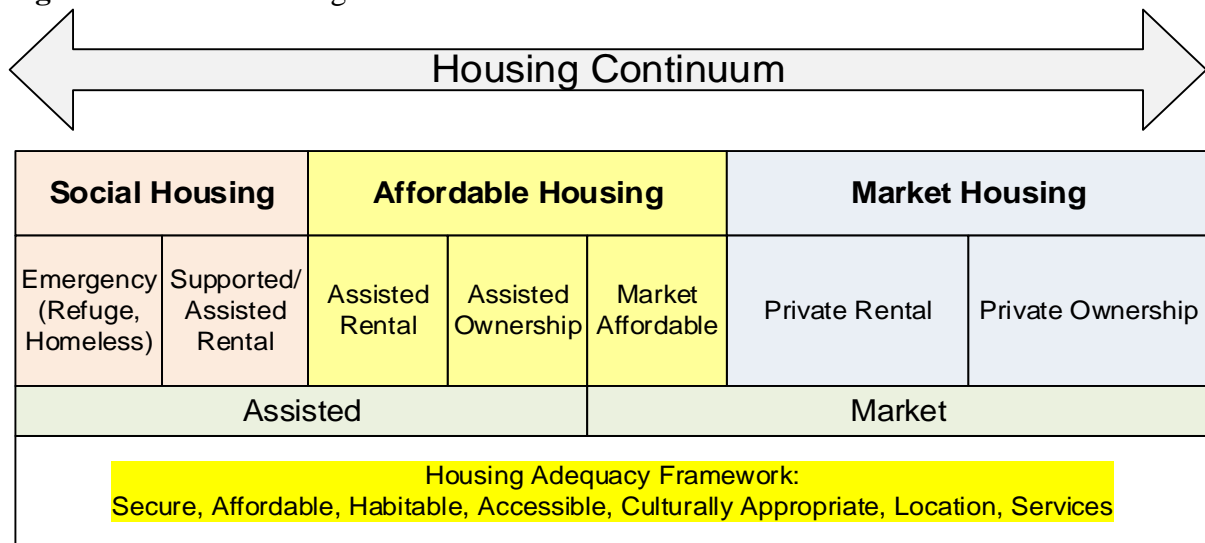 Housing Continuum
Social Housing
Affordable Housing
Market Housing
Emergency
(Refuge,
Homeless)
Supported/
Assisted
Rental
Assisted
Rental
Assisted
Ownership
Market
Affordable
Private Rental
Private Ownership
Assisted
Market
Housing Adequacy Framework:
Secure, Affordable, Habitable, Accessible, Culturally Appropriate, Location, Services